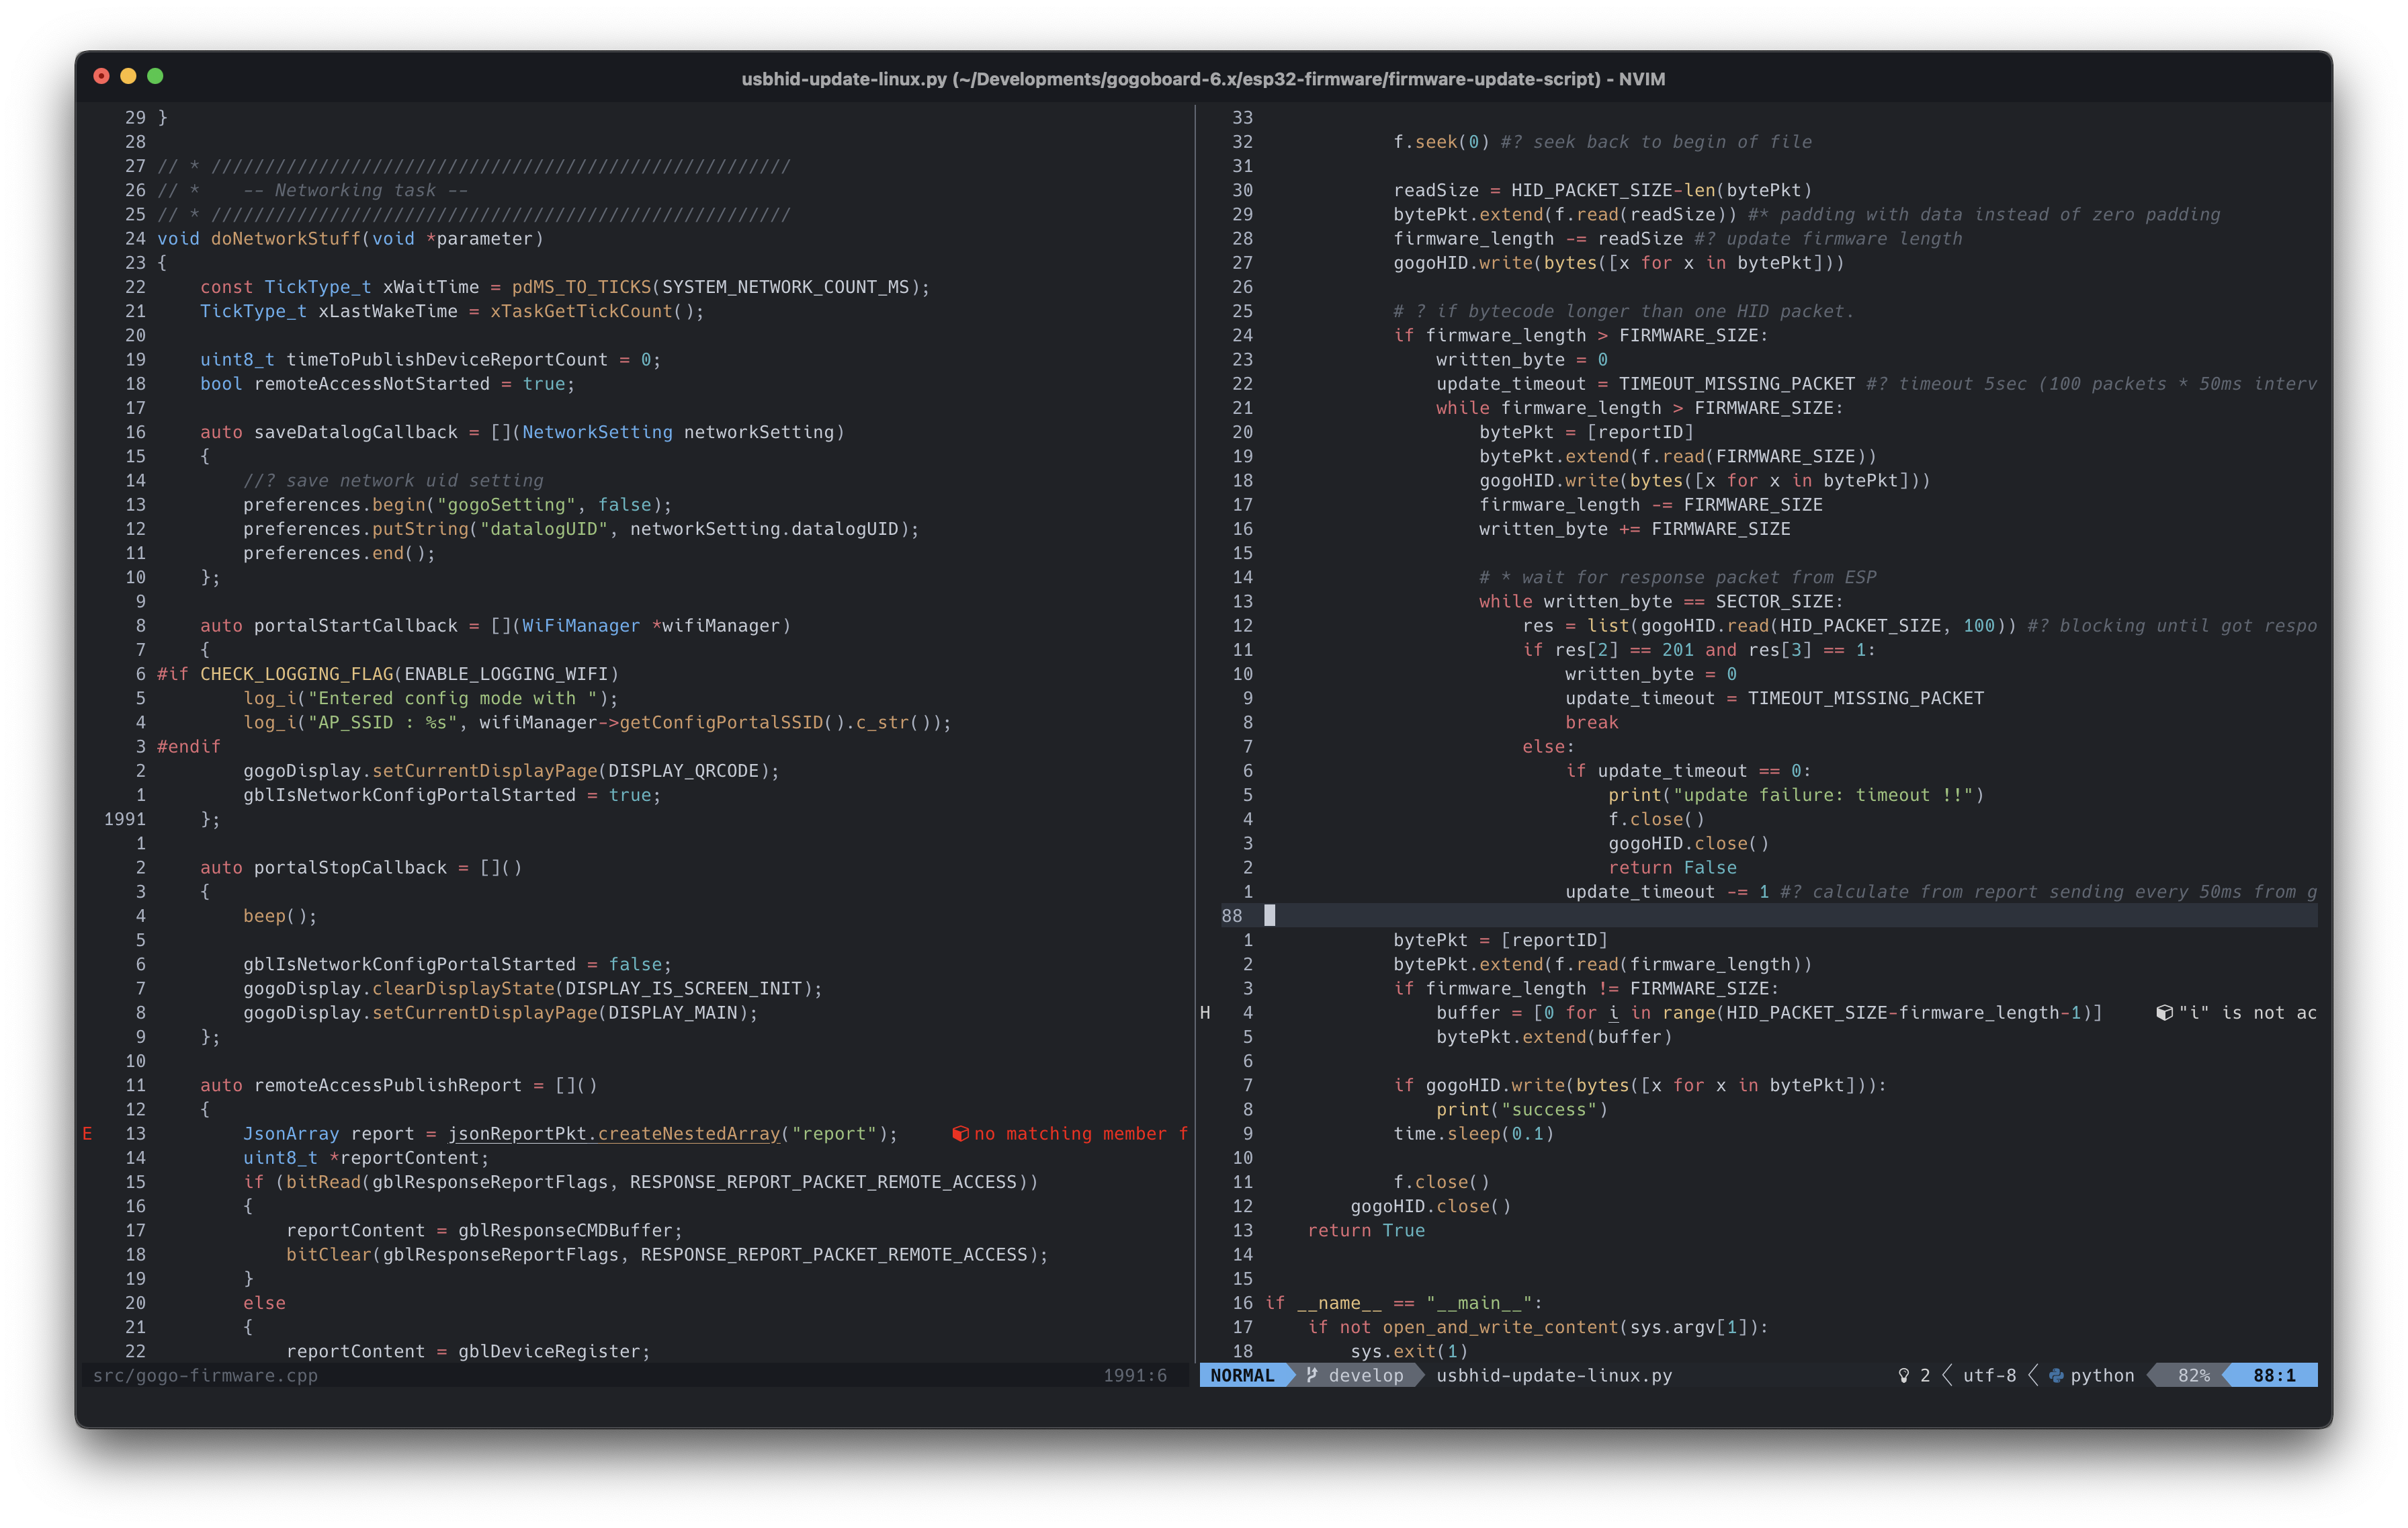 usbhid-update-linux.py (~/Developments/gogoboard-6.x/esp32-firmware/firmware-update-script) - NVIM
29 }
28
27 // * //////////////////////////////////////////////////////
26 // *    -- Networking task --
25 // * //////////////////////////////////////////////////////
24 void doNetworkStuff(void *parameter)
23 {
22     const TickType_t xWaitTime = pdMS_TO_TICKS(SYSTEM_NETWORK_COUNT_MS);
21     TickType_t xLastWakeTime = xTaskGetTickCount();
20
19     uint8_t timeToPublishDeviceReportCount = 0;
18     bool remoteAccessNotStarted = true;
17
16     auto saveDatalogCallback = [](NetworkSetting networkSetting)
15     {
14         //? save network uid setting
13         preferences.begin("gogoSetting", false);
12         preferences.putString("datalogUID", networkSetting.datalogUID);
11         preferences.end();
10     };
9
8     auto portalStartCallback = [](WiFiManager *wifiManager)
7     {
6 #if CHECK_LOGGING_FLAG(ENABLE_LOGGING_WIFI)
5         log_i("Entered config mode with ");
4         log_i("AP_SSID : %s", wifiManager->getConfigPortalSSID().c_str());
3 #endif
2         gogoDisplay.setCurrentDisplayPage(DISPLAY_QRCODE);
1         gblIsNetworkConfigPortalStarted = true;
1991     };
1
2     auto portalStopCallback = []()
3     {
4         beep();
5
6         gblIsNetworkConfigPortalStarted = false;
7         gogoDisplay.clearDisplayState(DISPLAY_IS_SCREEN_INIT);
8         gogoDisplay.setCurrentDisplayPage(DISPLAY_MAIN);
9     };
10
11     auto remoteAccessPublishReport = []()
12     {
E 13         JsonArray report = jsonReportPkt.createNestedArray("report");     no matching member f
14         uint8_t *reportContent;
15         if (bitRead(gblResponseReportFlags, RESPONSE_REPORT_PACKET_REMOTE_ACCESS))
16         {
17             reportContent = gblResponseCMDBuffer;
18             bitClear(gblResponseReportFlags, RESPONSE_REPORT_PACKET_REMOTE_ACCESS);
19         }
20         else
21         {
22             reportContent = gblDeviceRegister;
src/gogo-firmware.cpp 1991:6
33
32             f.seek(0) #? seek back to begin of file
31
30             readSize = HID_PACKET_SIZE-len(bytePkt)
29             bytePkt.extend(f.read(readSize)) #* padding with data instead of zero padding
28             firmware_length -= readSize #? update firmware length
27             gogoHID.write(bytes([x for x in bytePkt]))
26
25             # ? if bytecode longer than one HID packet.
24             if firmware_length > FIRMWARE_SIZE:
23                 written_byte = 0
22                 update_timeout = TIMEOUT_MISSING_PACKET #? timeout 5sec (100 packets * 50ms interv
21                 while firmware_length > FIRMWARE_SIZE:
20                     bytePkt = [reportID]
19                     bytePkt.extend(f.read(FIRMWARE_SIZE))
18                     gogoHID.write(bytes([x for x in bytePkt]))
17                     firmware_length -= FIRMWARE_SIZE
16                     written_byte += FIRMWARE_SIZE
15
14                     # * wait for response packet from ESP
13                     while written_byte == SECTOR_SIZE:
12                         res = list(gogoHID.read(HID_PACKET_SIZE, 100)) #? blocking until got respo
11                         if res[2] == 201 and res[3] == 1:
10                             written_byte = 0
9                             update_timeout = TIMEOUT_MISSING_PACKET
8                             break
7                         else:
6                             if update_timeout == 0:
5                                 print("update failure: timeout !!")
4                                 f.close()
3                                 gogoHID.close()
2                                 return False
1                             update_timeout -= 1 #? calculate from report sending every 50ms from g
88
1             bytePkt = [reportID]
2             bytePkt.extend(f.read(firmware_length))
3             if firmware_length != FIRMWARE_SIZE:
H 4                 buffer = [0 for i in range(HID_PACKET_SIZE-firmware_length-1)]     "i" is not ac
5                 bytePkt.extend(buffer)
6
7             if gogoHID.write(bytes([x for x in bytePkt])):
8                 print("success")
9             time.sleep(0.1)
10
11             f.close()
12         gogoHID.close()
13     return True
14
15
16 if __name__ == "__main__":
17     if not open_and_write_content(sys.argv[1]):
18         sys.exit(1)
NORMAL develop usbhid-update-linux.py 2 utf-8 python 82% 88:1